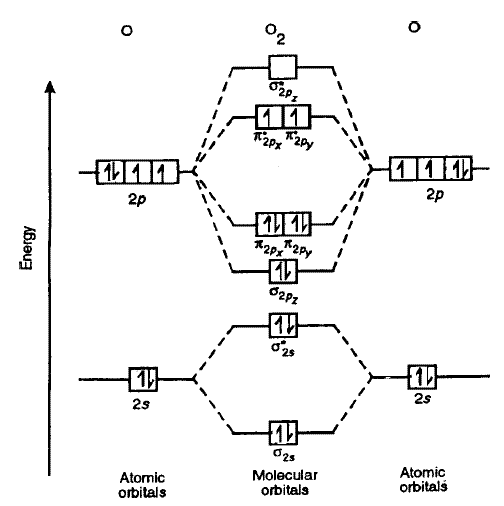 O O₂ O
σ*2pz
π*2px π*2py
2p 2p
π2px π2py
σ2pz
σ*2s
2s 2s
σ2s
Energy
Atomic orbitals
Molecular orbitals
Atomic orbitals